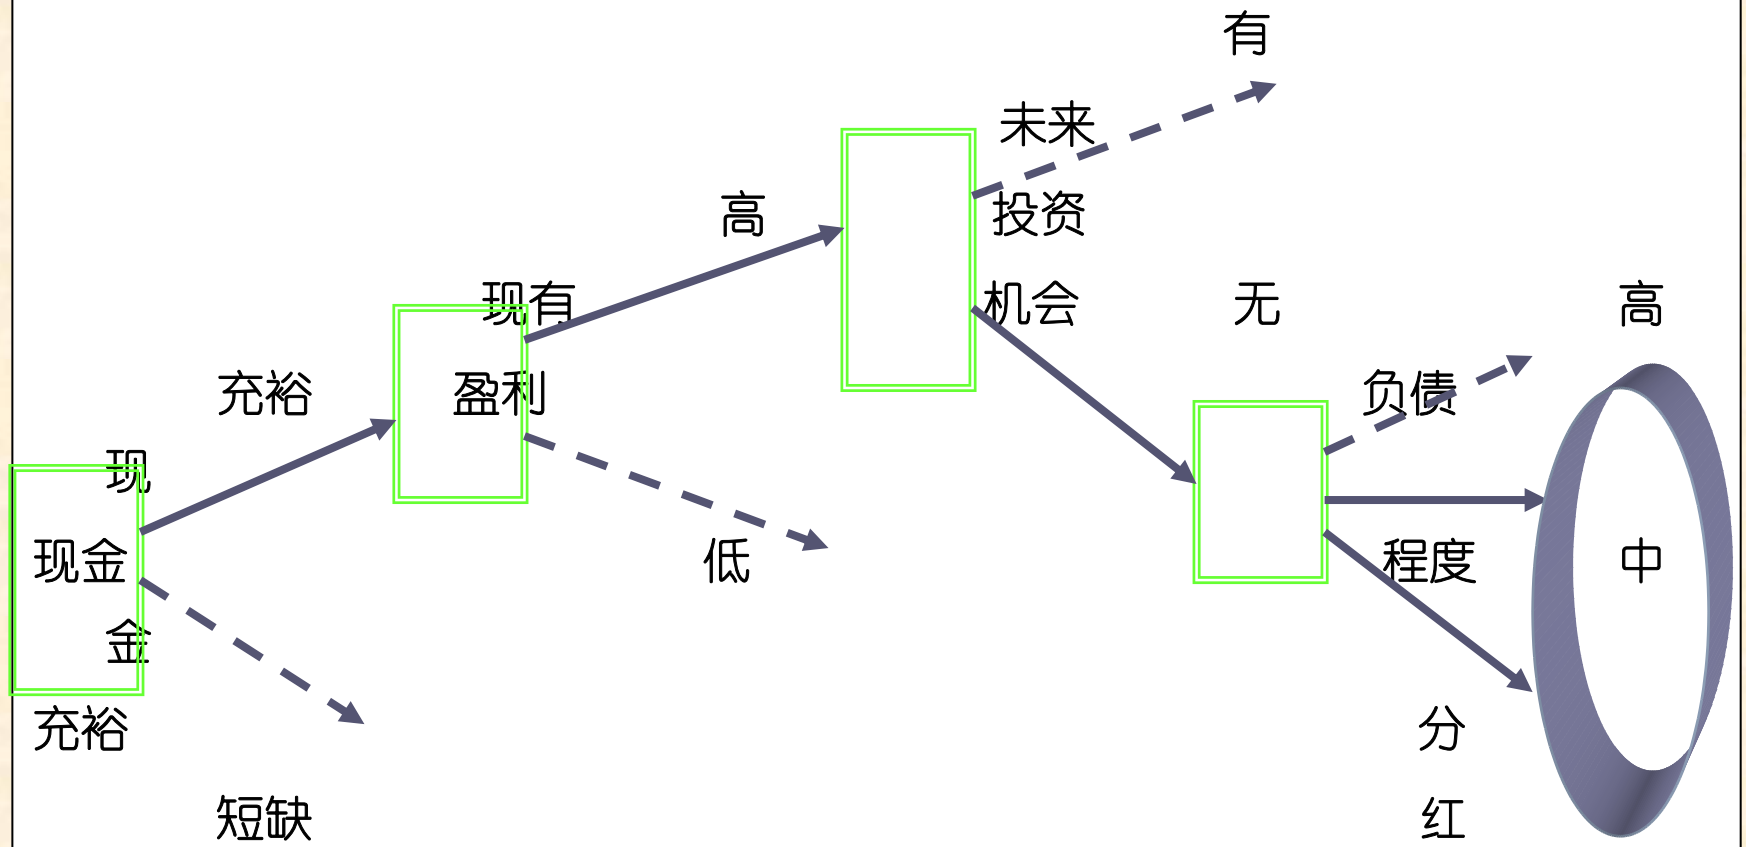 有
未来
高 投资
现有 机会 无 高
充裕 盈利 负债
现
现金 低 程度 中
金
充裕 分
短缺 红